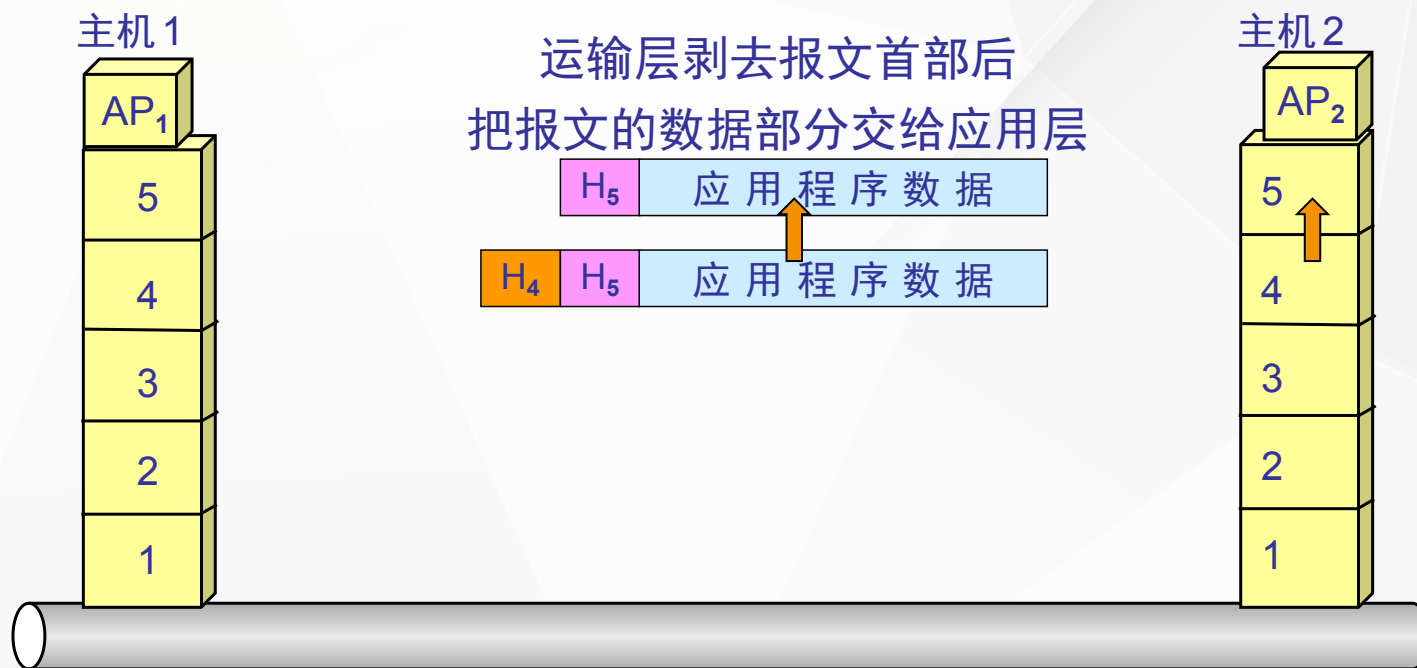 主机 1
主机 2
运输层剥去报文首部后
把报文的数据部分交给应用层
AP₁
AP₂
H₅ 应 用 程 序 数 据
H₄ H₅ 应 用 程 序 数 据
5
4
3
2
1
5
4
3
2
1